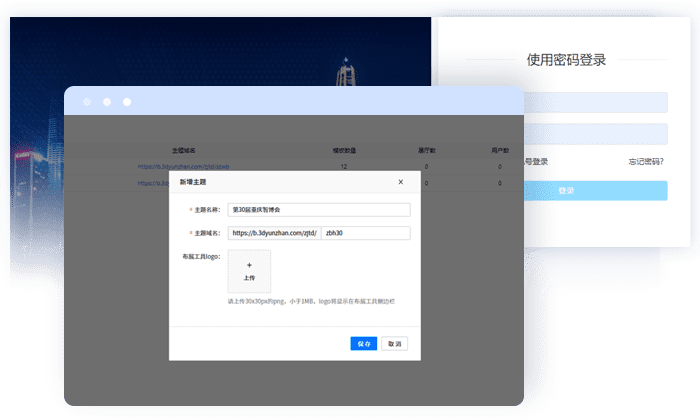 使用密码登录
号登录
忘记密码?
登录
主题域名
模板数量
展厅数
用户数
https://b.3dyunzhan.com/zjtd/
12
0
0
https://b.
0
0
新增主题
* 主题名称:
第30届重庆智博会
* 主题域名:
https://b.3dyunzhan.com/zjtd/
zbh30
布展工具logo:
+
上传
请上传30x30px的png，小于1MB，logo将显示在布展工具侧边栏
保存
取消